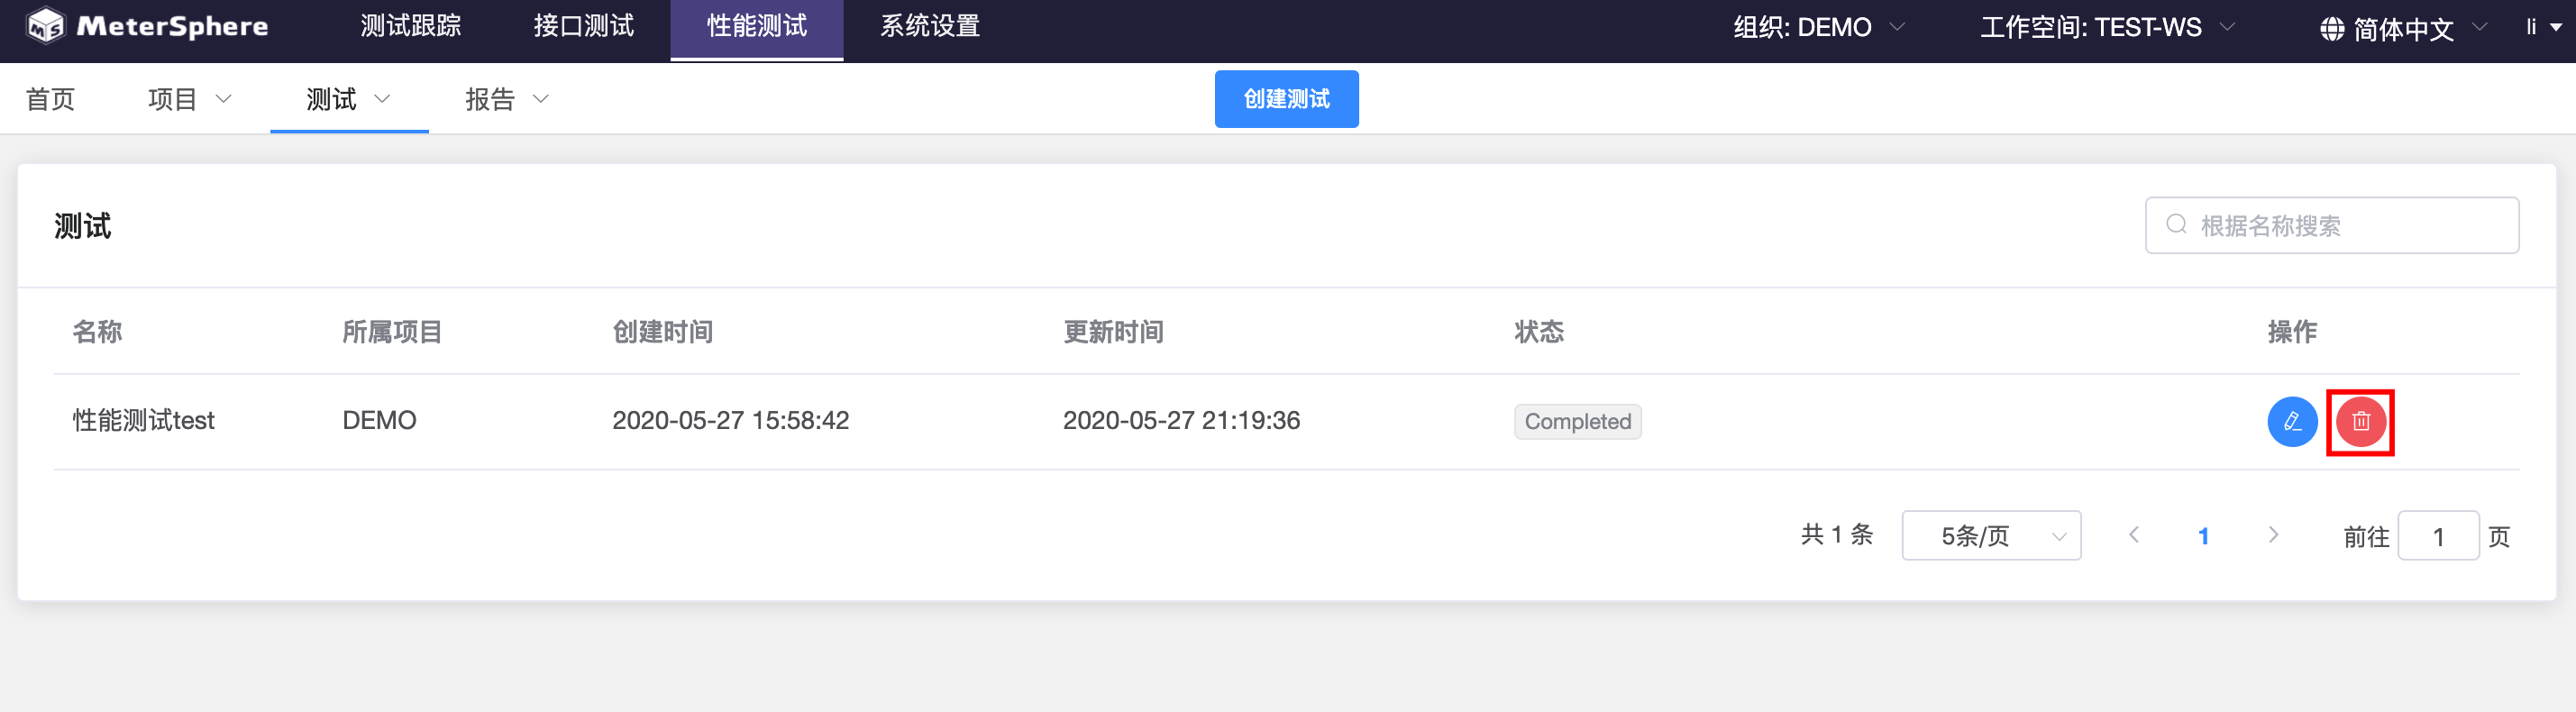 MeterSphere 测试跟踪 接口测试 性能测试 系统设置 组织: DEMO 工作空间: TEST-WS 简体中文 li
首页 项目 测试 报告 创建测试
测试 根据名称搜索
名称 所属项目 创建时间 更新时间 状态 操作
性能测试test DEMO 2020-05-27 15:58:42 2020-05-27 21:19:36 Completed
共 1 条 5条/页 1 前往 1 页